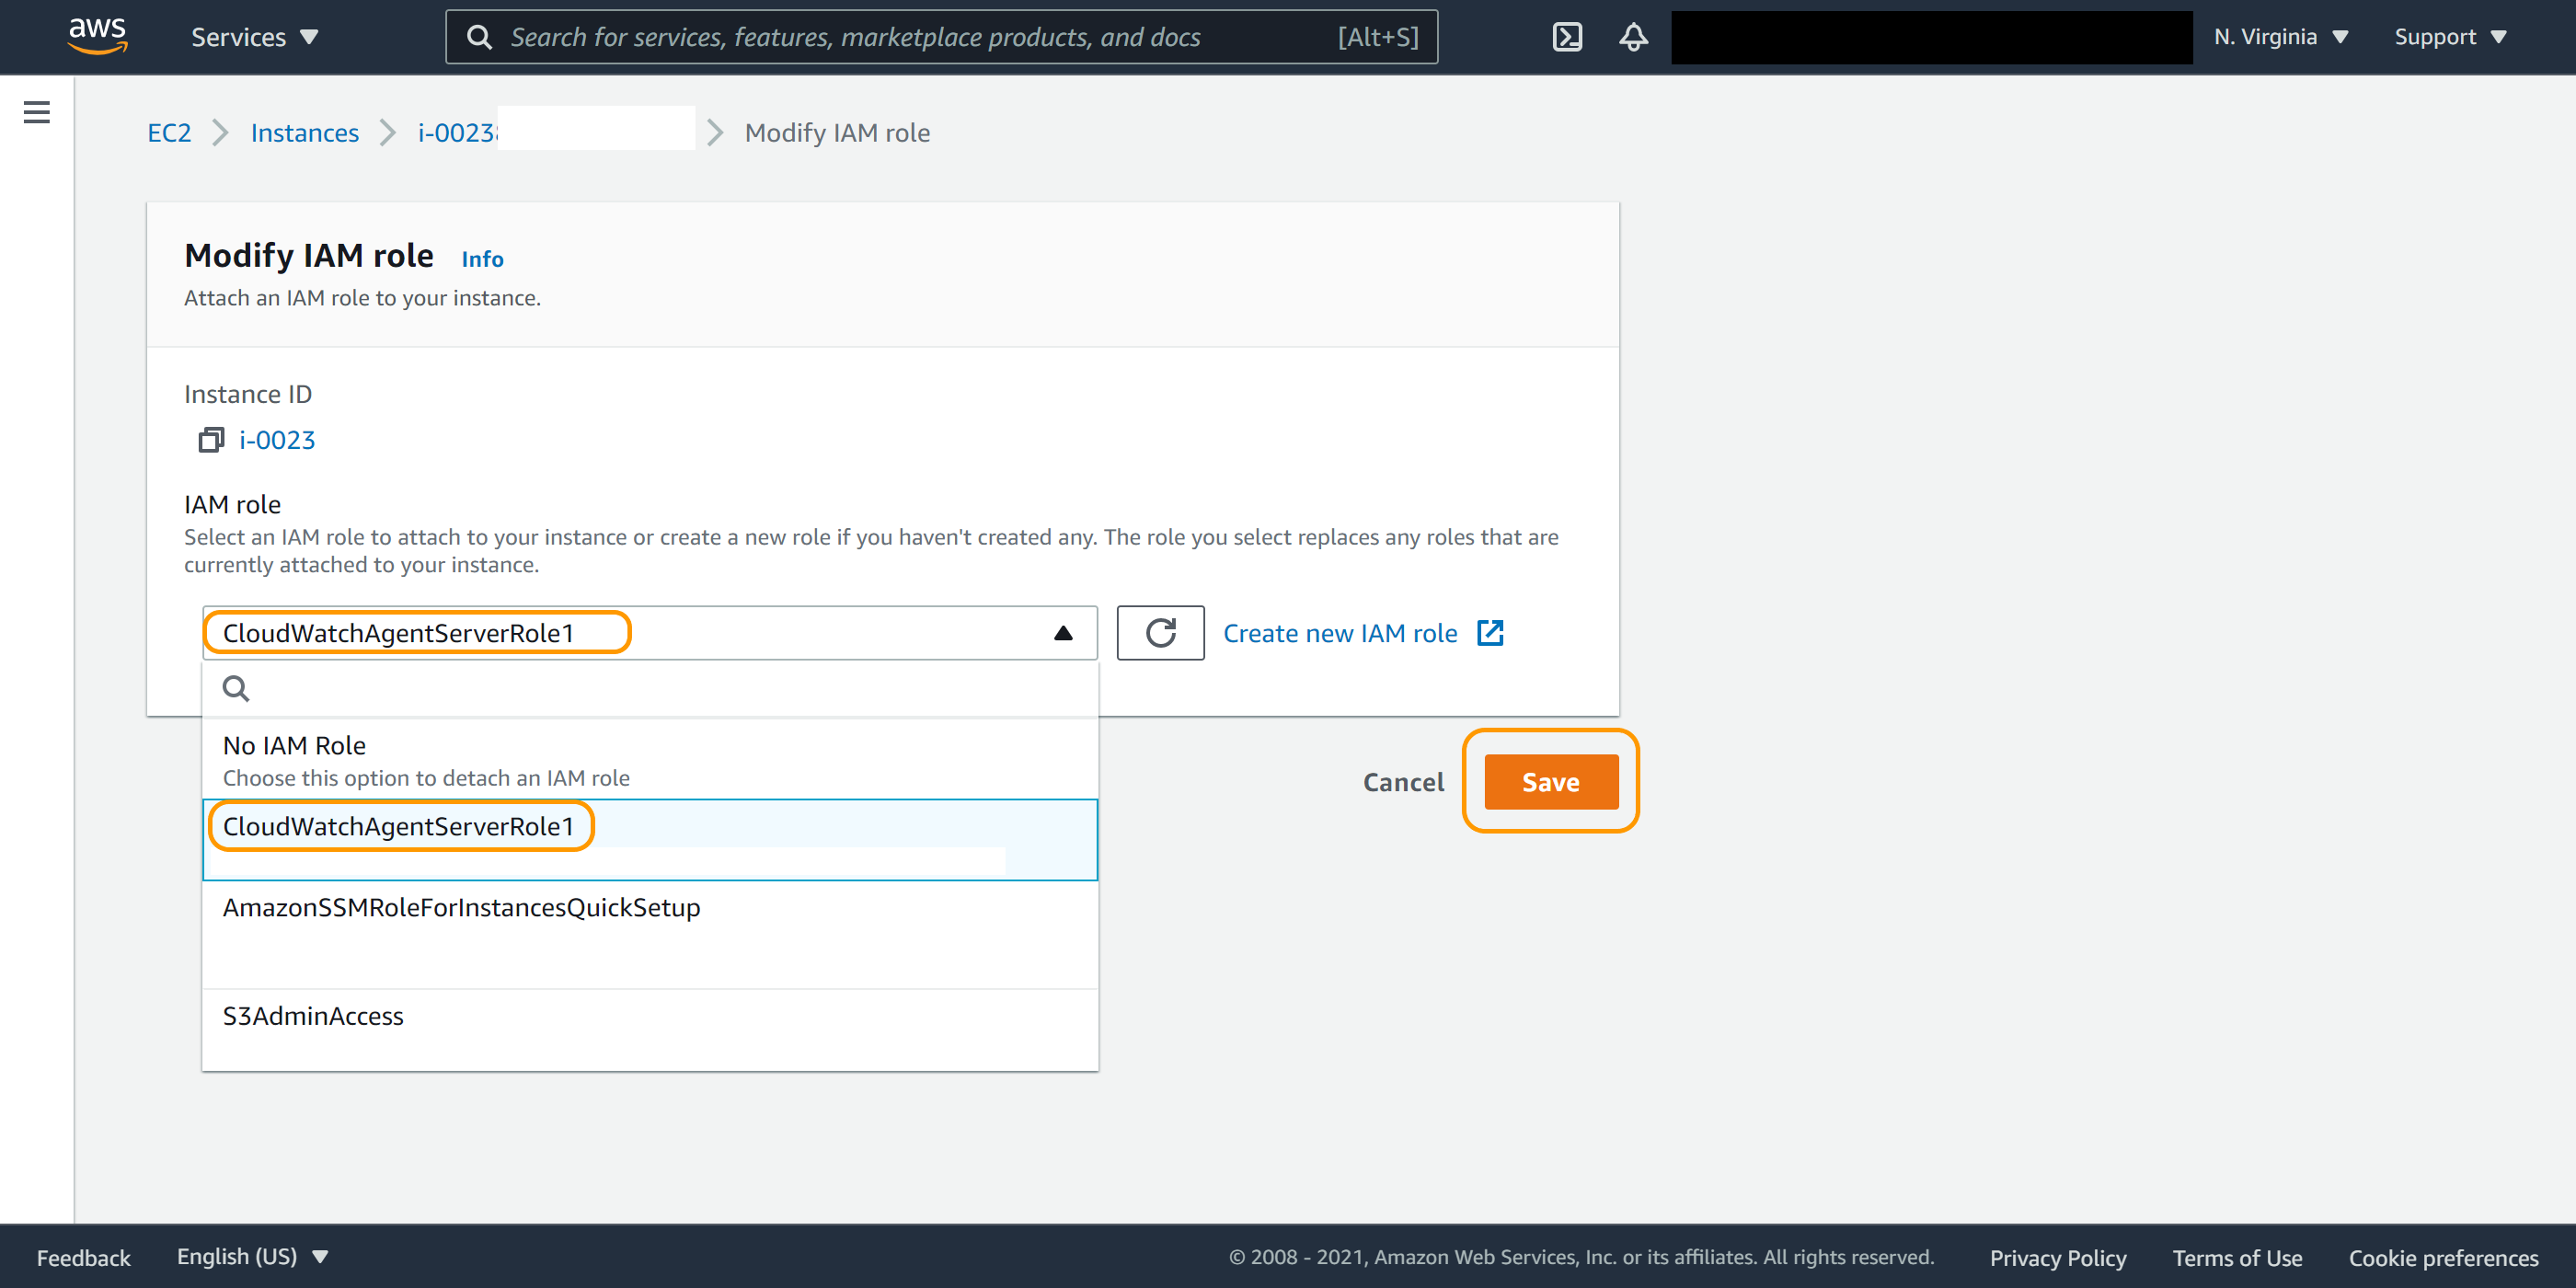 aws
Services
Search for services, features, marketplace products, and docs [Alt+S]
N. Virginia
Support
EC2 Instances i-0023 Modify IAM role
Modify IAM role Info
Attach an IAM role to your instance.
Instance ID
i-0023
IAM role
Select an IAM role to attach to your instance or create a new role if you haven't created any. The role you select replaces any roles that are
currently attached to your instance.
CloudWatchAgentServerRole1
Create new IAM role
No IAM Role
Choose this option to detach an IAM role
CloudWatchAgentServerRole1
AmazonSSMRoleForInstancesQuickSetup
S3AdminAccess
Cancel
Save
Feedback
English (US)
© 2008 - 2021, Amazon Web Services, Inc. or its affiliates. All rights reserved.
Privacy Policy
Terms of Use
Cookie preferences